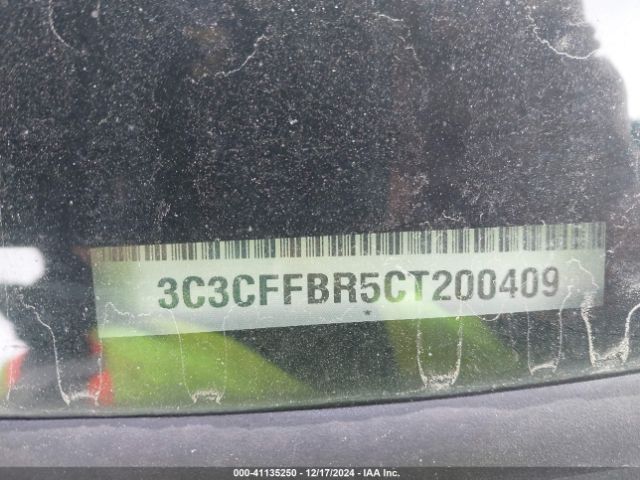 3C3CFFBR5CT200409
*
000-41135250 - 12/17/2024 - IAA Inc.